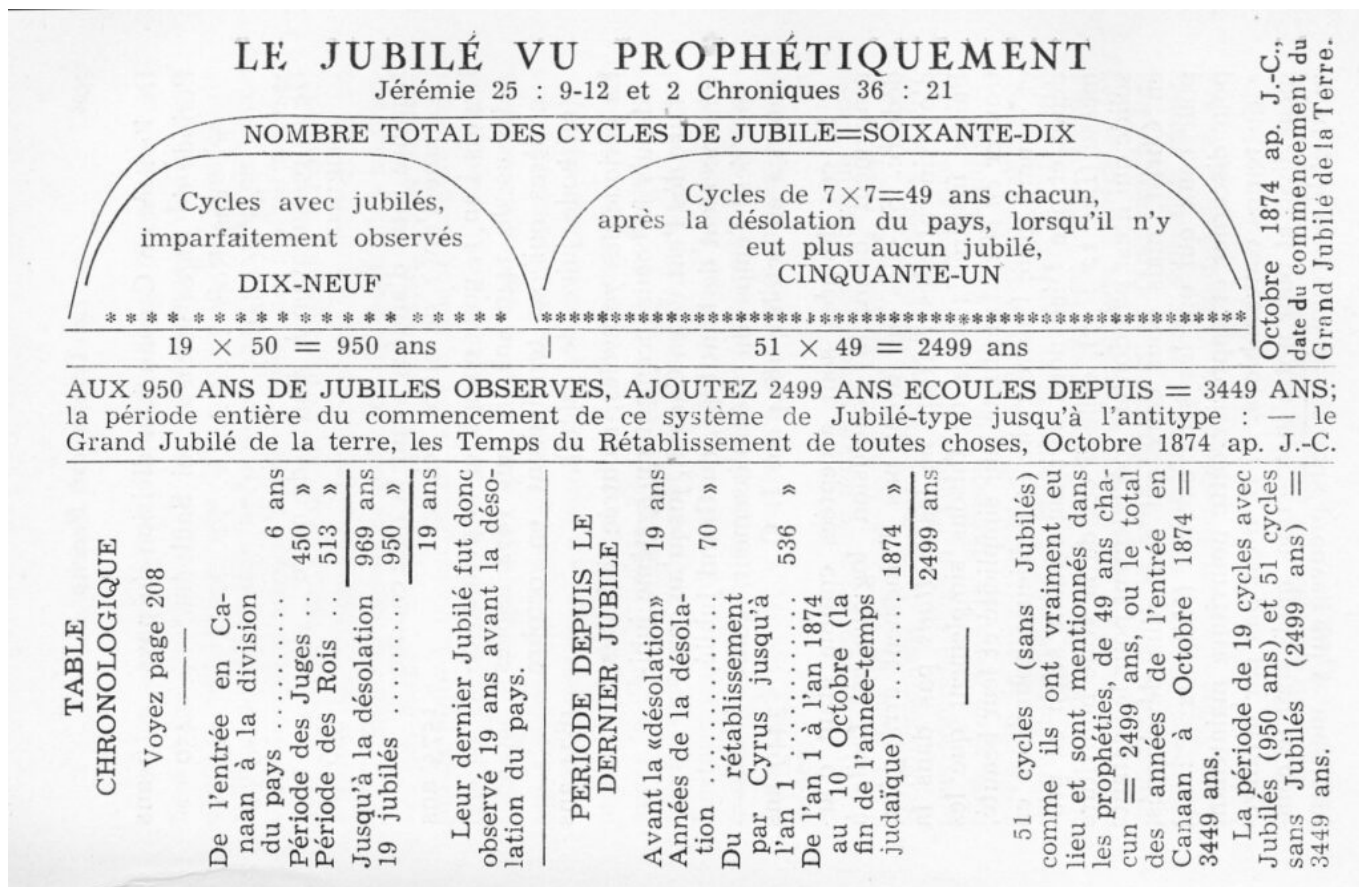 LE JUBILÉ VU PROPHÉTIQUEMENT
Jérémie 25 : 9-12 et 2 Chroniques 36 : 21
NOMBRE TOTAL DES CYCLES DE JUBILE=SOIXANTE-DIX
Cycles avec jubilés,
imparfaitement observés
DIX-NEUF
Cycles de 7×7=49 ans chacun,
après la désolation du pays, lorsqu'il n'y
eut plus aucun jubilé,
CINQUANTE-UN
19 × 50 = 950 ans
51 × 49 = 2499 ans
Octobre 1874 ap. J.-C.,
date du commencement du
Grand Jubilé de la Terre.
AUX 950 ANS DE JUBILES OBSERVES, AJOUTEZ 2499 ANS ECOULES DEPUIS = 3449 ANS;
la période entière du commencement de ce système de Jubilé-type jusqu'à l'antitype : — le
Grand Jubilé de la terre, les Temps du Rétablissement de toutes choses, Octobre 1874 ap. J.-C.
TABLE
CHRONOLOGIQUE
Voyez page 208
De l'entrée en Ca-
naan à la division
du pays .......... 6 ans
Période des Juges .... 450 »
Période des Rois .. 513 »
Jusqu'à la désolation 969 ans
19 jubilés ........ 950 »
19 ans
Leur dernier Jubilé fut donc
observé 19 ans avant la déso-
lation du pays.
PERIODE DEPUIS LE
DERNIER JUBILE
Avant la «désolation» 19 ans
Années de la désola-
tion ............ 70 »
Du rétablissement
par Cyrus jusqu'à
l'an 1 .......... 536 »
De l'an 1 à l'an 1874
au 10 Octobre (la
fin de l'année-temps
judaïque) ........ 1874 »
2499 ans
51 cycles (sans Jubilés)
comme ils ont vraiment eu
lieu et sont mentionnés dans
les prophéties, de 49 ans cha-
cun = 2499 ans, ou le total
des années de l'entrée en
Canaan à Octobre 1874 =
3449 ans.
La période de 19 cycles avec
Jubilés (950 ans) et 51 cycles
sans Jubilés (2499 ans) =
3449 ans.